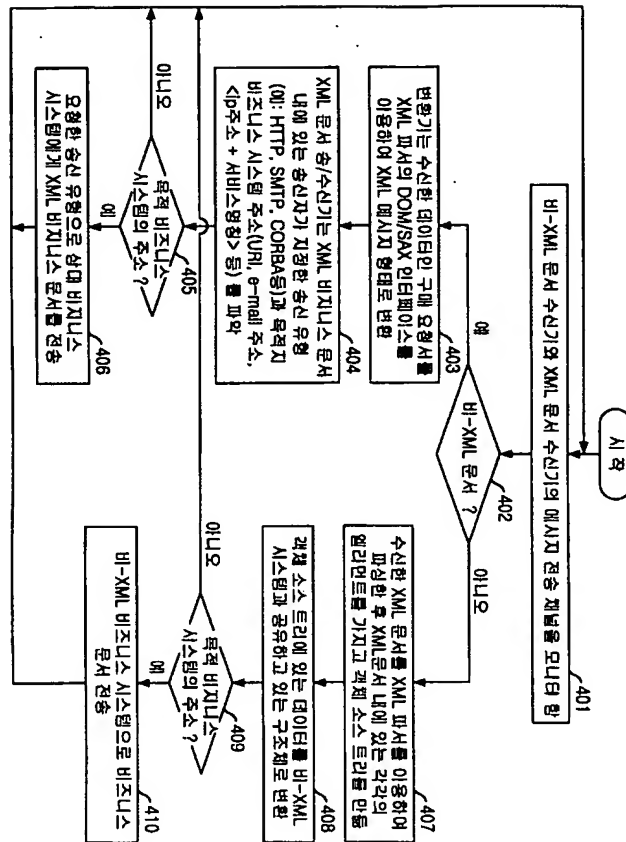 시 작
비-XML 문서 수신기와 XML 문서 수신기의 메시지 전송 채널을 모니터 함
401
비-XML 문서 ?
402
예
아니오
변환기는 수신한 데이터인 구매 요청서를
XML 파서의 DOM/SAX 인터페이스를
이용하여 XML 메시지 형태로 변환
403
XML 문서 송/수신기는 XML 비지니스 문서
내에 있는 송신자가 지정한 송신 유형
(예: HTTP, SMTP, CORBA등)과 목적지
비즈니스 시스템 주소(URI, e-mail 주소,
<ip주소 + 서비스명칭> 등)를 파악
404
목적 비즈니스
시스템의 주소 ?
405
아니오
예
요청한 송신 유형으로 상대 비지니스
시스템에게 XML 비지니스 문서를 전송
406
수신한 XML 문서를 XML 파서를 이용하여
파싱한 후 XML문서 내에 있는 각각의
엘리먼트를 가지고 객체 소스 트리를 만듦
407
객체 소스 트리에 있는 데이터를 비-XML
시스템과 공유하고 있는 구조체로 변환
408
목적 비지니스
시스템의 주소 ?
409
아니오
예
비-XML 비즈니스 시스템으로 비즈니스
문서 전송
410